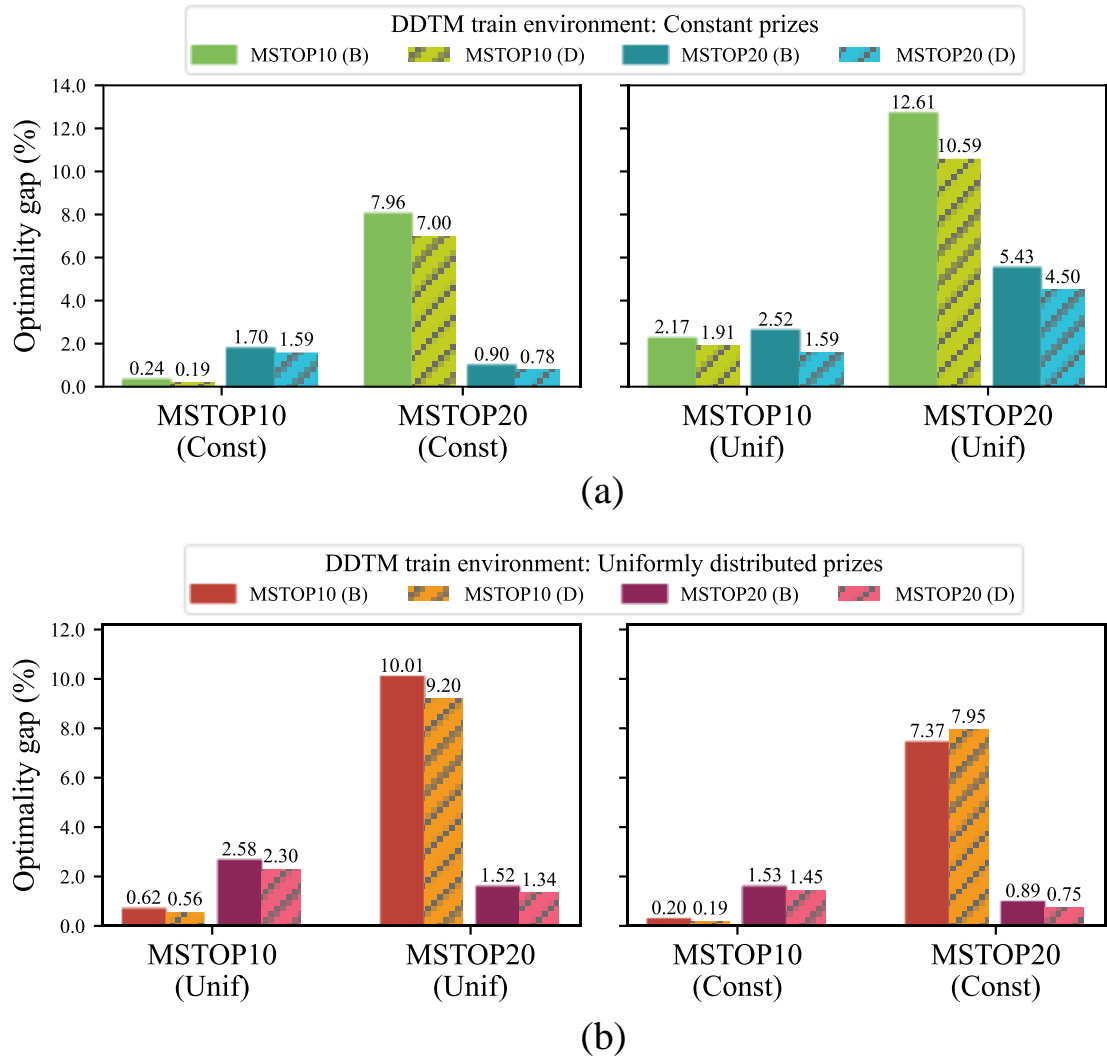 DDTM train environment: Constant prizes
MSTOP10 (B) MSTOP10 (D) MSTOP20 (B) MSTOP20 (D)
Optimality gap (%)
14.0
12.0
10.0
8.0
6.0
4.0
2.0
0.0
0.24 0.19 1.70 1.59 7.96 7.00 0.90 0.78
MSTOP10 (Const) MSTOP20 (Const)
2.17 1.91 2.52 1.59 12.61 10.59 5.43 4.50
MSTOP10 (Unif) MSTOP20 (Unif)
(a)
DDTM train environment: Uniformly distributed prizes
MSTOP10 (B) MSTOP10 (D) MSTOP20 (B) MSTOP20 (D)
Optimality gap (%)
12.0
10.0
8.0
6.0
4.0
2.0
0.0
0.62 0.56 2.58 2.30 10.01 9.20 1.52 1.34
MSTOP10 (Unif) MSTOP20 (Unif)
0.20 0.19 1.53 1.45 7.37 7.95 0.89 0.75
MSTOP10 (Const) MSTOP20 (Const)
(b)